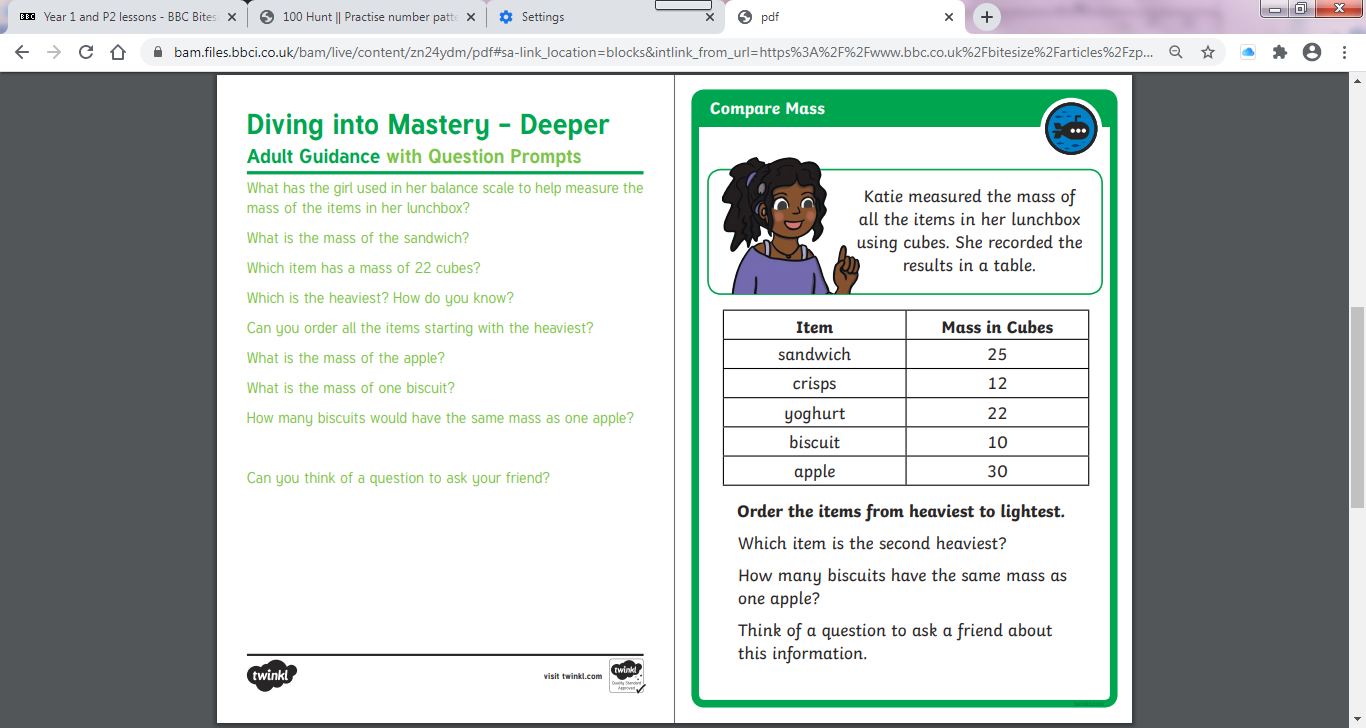 Year 1 and P2 lessons - BBC Bites
100 Hunt || Practise number patte
Settings
pdf
bam.files.bbci.co.uk/bam/live/content/zn24ydm/pdf#sa-link_location=blocks&intlink_from_url=https%3A%2F%2Fwww.bbc.co.uk%2Fbitesize%2Farticles%2Fzp...
Diving into Mastery – Deeper
Adult Guidance with Question Prompts
What has the girl used in her balance scale to help measure the
mass of the items in her lunchbox?
What is the mass of the sandwich?
Which item has a mass of 22 cubes?
Which is the heaviest? How do you know?
Can you order all the items starting with the heaviest?
What is the mass of the apple?
What is the mass of one biscuit?
How many biscuits would have the same mass as one apple?
Can you think of a question to ask your friend?
twinkl
visit twinkl.com
twinkl
Quality Standard
Approved
Compare Mass
Katie measured the mass of
all the items in her lunchbox
using cubes. She recorded the
results in a table.
Item Mass in Cubes
sandwich 25
crisps 12
yoghurt 22
biscuit 10
apple 30
Order the items from heaviest to lightest.
Which item is the second heaviest?
How many biscuits have the same mass as
one apple?
Think of a question to ask a friend about
this information.